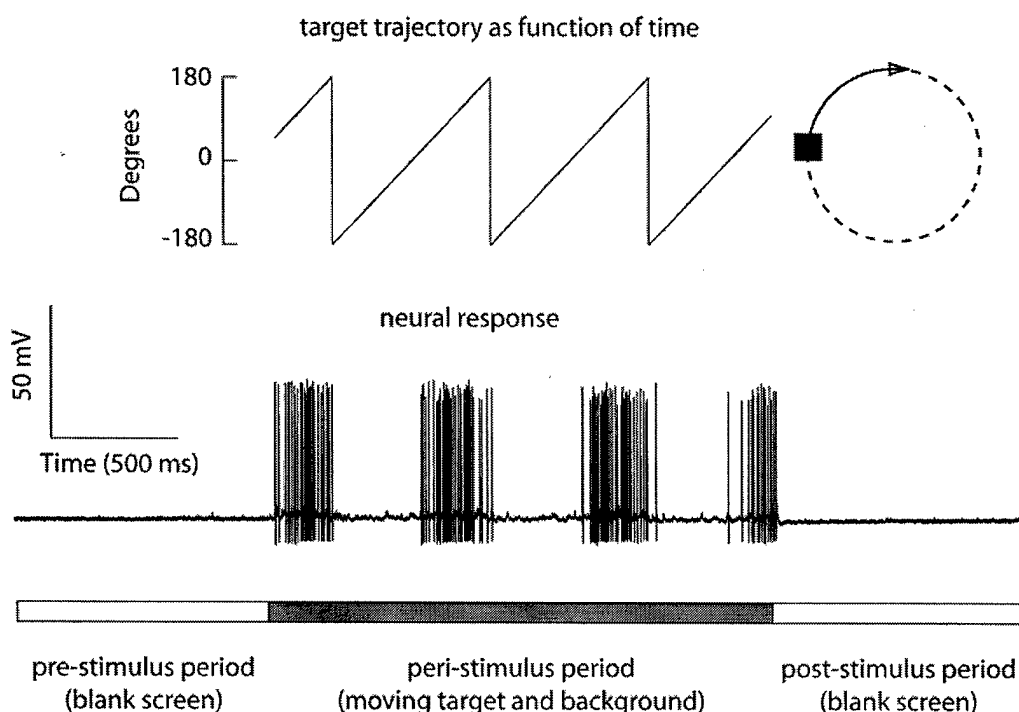 target trajectory as function of time
180
0
-180
Degrees
neural response
50 mV
Time (500 ms)
pre-stimulus period
(blank screen)
peri-stimulus period
(moving target and background)
post-stimulus period
(blank screen)